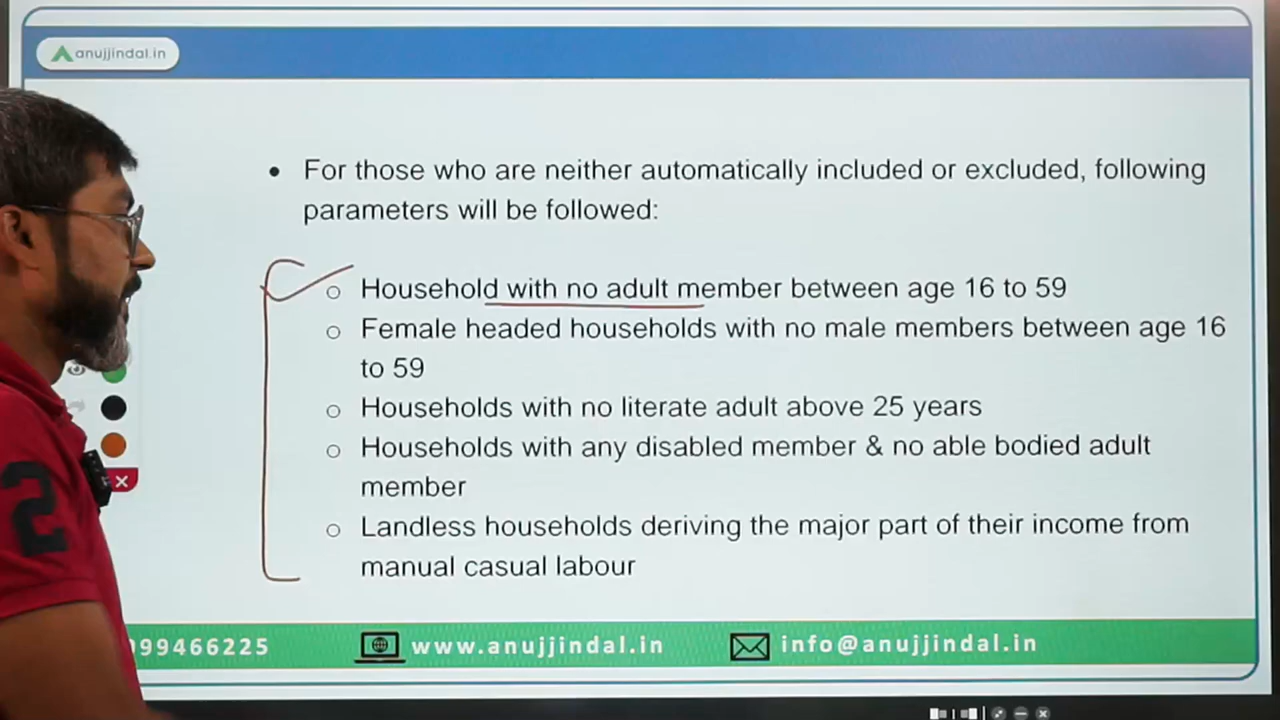 anujjindal.in
• For those who are neither automatically included or excluded, following
parameters will be followed:
o Household with no adult member between age 16 to 59
o Female headed households with no male members between age 16
to 59
o Households with no literate adult above 25 years
o Households with any disabled member & no able bodied adult
member
o Landless households deriving the major part of their income from
manual casual labour
2
99466225
www.anujjindal.in
info@anujjindal.in